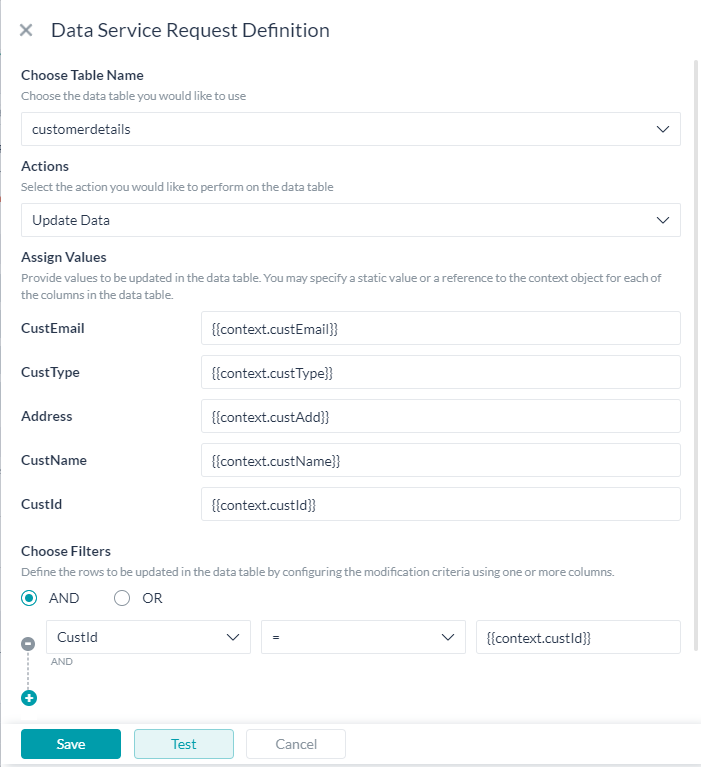 Data Service Request Definition
Choose Table Name
Choose the data table you would like to use
customerdetails
Actions
Select the action you would like to perform on the data table
Update Data
Assign Values
Provide values to be updated in the data table. You may specify a static value or a reference to the context object for each of
the columns in the data table.
CustEmail {{context.custEmail}}
CustType {{context.custType}}
Address {{context.custAdd}}
CustName {{context.custName}}
CustId {{context.custId}}
Choose Filters
Define the rows to be updated in the data table by configuring the modification criteria using one or more columns.
AND OR
CustId = {{context.custId}}
AND
Save Test Cancel